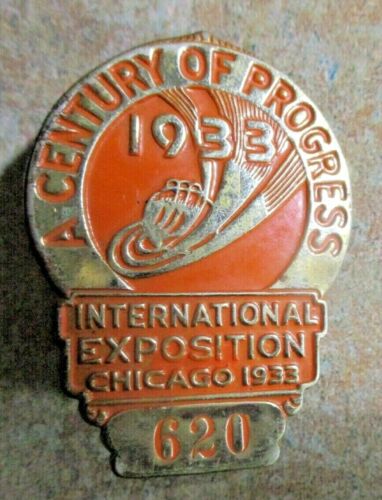 A CENTURY OF PROGRESS
1933
INTERNATIONAL
EXPOSITION
CHICAGO 1933
620